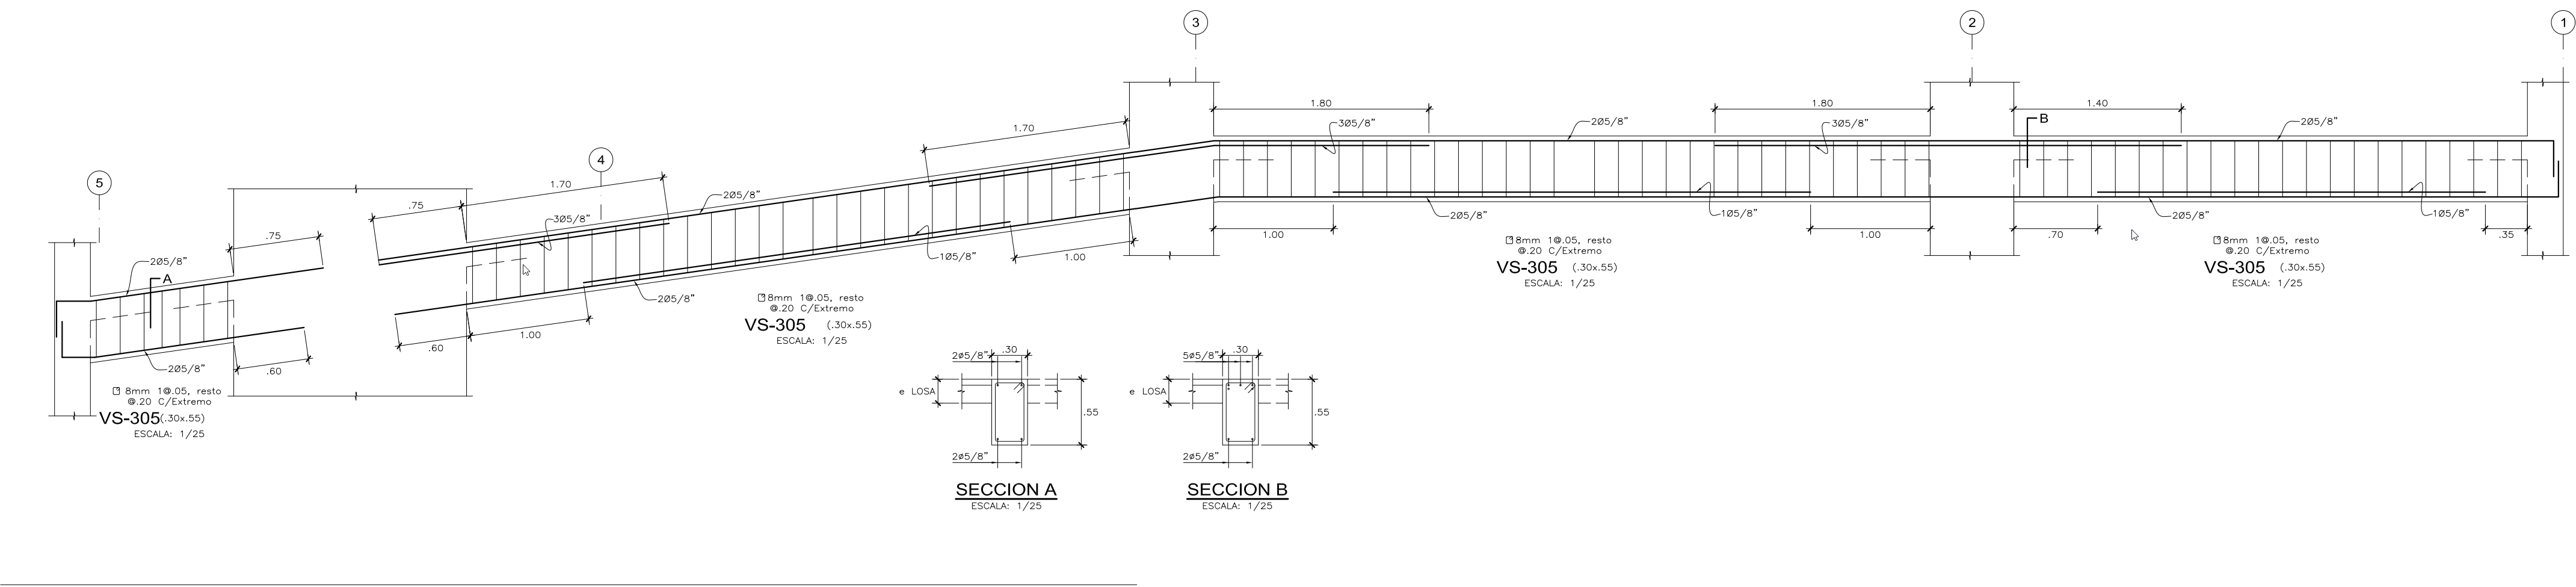 3
2
1
1.80
1.80
1.40
3Ø5/8"
2Ø5/8"
3Ø5/8"
B
2Ø5/8"
1.70
4
5
1.70
.75
2Ø5/8"
3Ø5/8"
.75
2Ø5/8"
A
1Ø5/8"
1.00
2Ø5/8"
1Ø5/8"
2Ø5/8"
2Ø5/8"
1Ø5/8"
1.00
1.00
.70
.35
8mm 1@.05, resto
@.20 C/Extremo
VS-305 (.30x.55)
ESCALA: 1/25
8mm 1@.05, resto
@.20 C/Extremo
VS-305 (.30x.55)
ESCALA: 1/25
2Ø5/8"
8mm 1@.05, resto
@.20 C/Extremo
VS-305 (.30x.55)
ESCALA: 1/25
1.00
.60
2Ø5/8"
.60
8mm 1@.05, resto
@.20 C/Extremo
VS-305(.30x.55)
ESCALA: 1/25
2ø5/8"
.30
e LOSA
.55
2ø5/8"
SECCION A
ESCALA: 1/25
5ø5/8"
.30
e LOSA
.55
2ø5/8"
SECCION B
ESCALA: 1/25